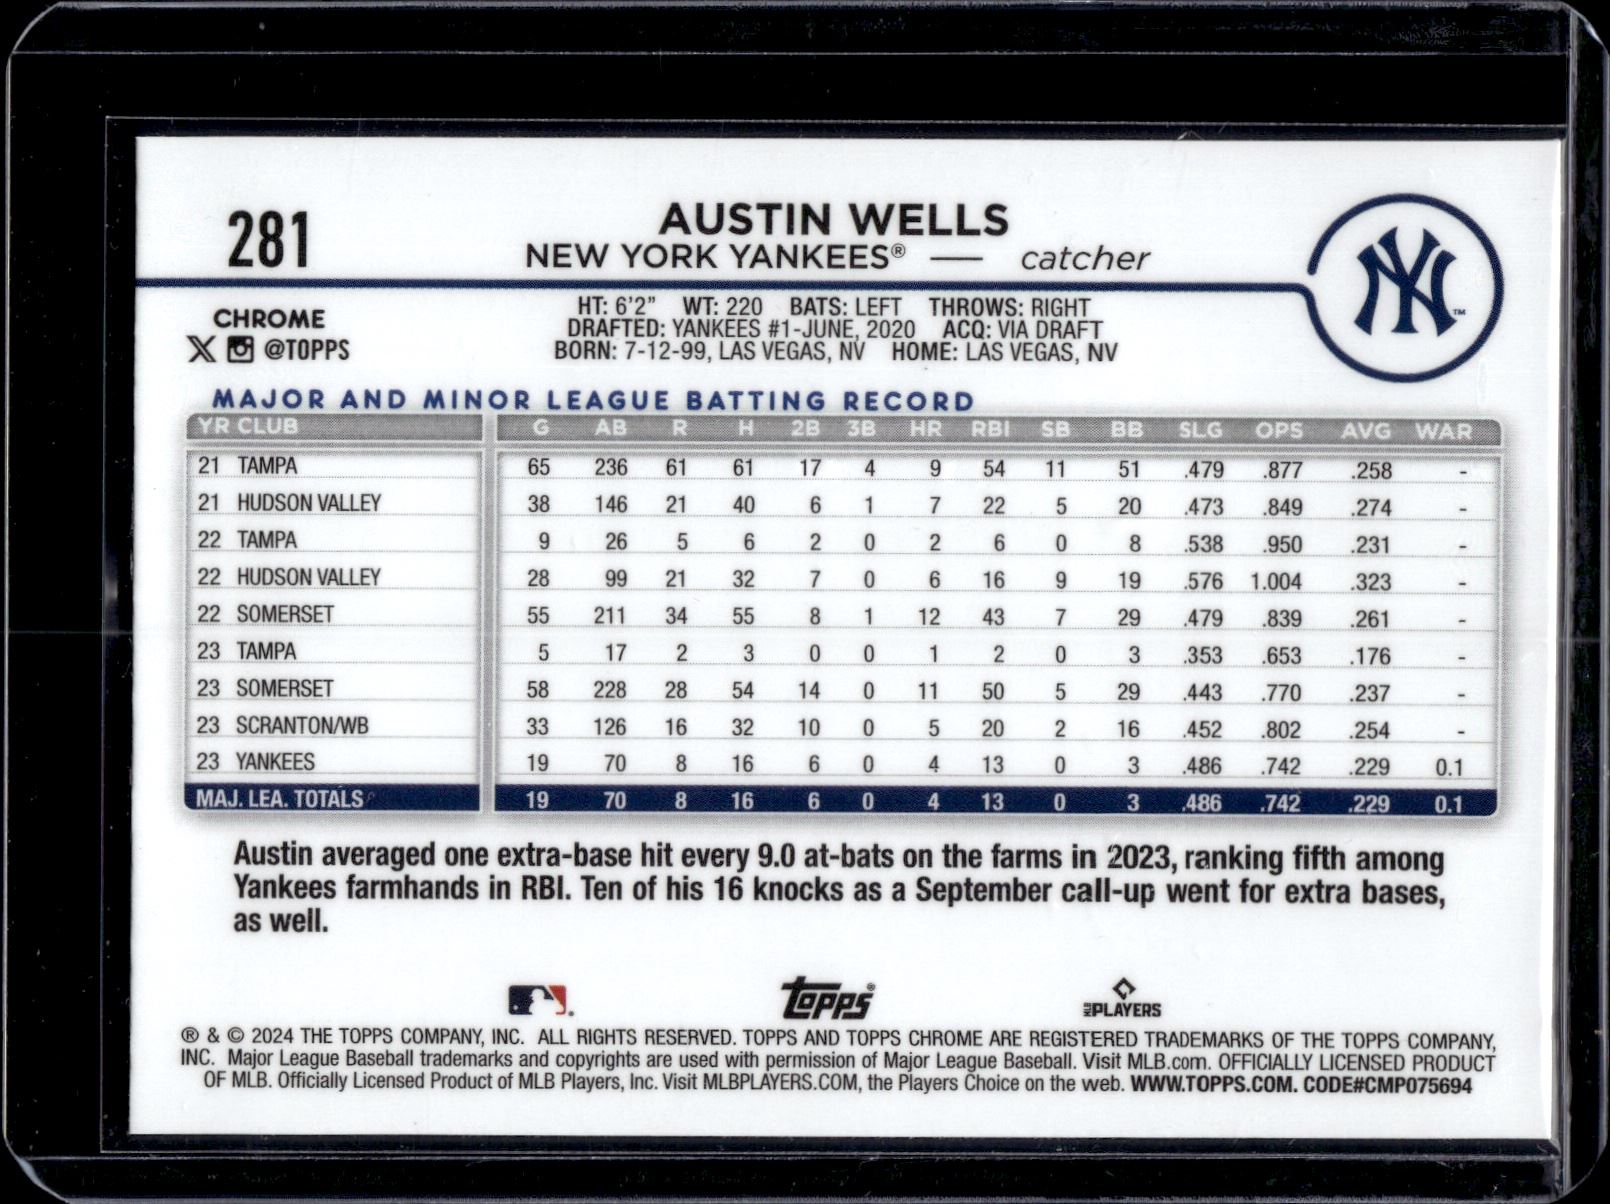 281
AUSTIN WELLS
NEW YORK YANKEES® — catcher
NY™
CHROME
X @TOPPS
HT: 6'2" WT: 220 BATS: LEFT THROWS: RIGHT
DRAFTED: YANKEES #1-JUNE, 2020 ACQ: VIA DRAFT
BORN: 7-12-99, LAS VEGAS, NV HOME: LAS VEGAS, NV
MAJOR AND MINOR LEAGUE BATTING RECORD
YR CLUB G AB R H 2B 3B HR RBI SB BB SLG OPS AVG WAR
21 TAMPA 65 236 61 61 17 4 9 54 11 51 .479 .877 .258 -
21 HUDSON VALLEY 38 146 21 40 6 1 7 22 5 20 .473 .849 .274 -
22 TAMPA 9 26 5 6 2 0 2 6 0 8 .538 .950 .231 -
22 HUDSON VALLEY 28 99 21 32 7 0 6 16 9 19 .576 1.004 .323 -
22 SOMERSET 55 211 34 55 8 1 12 43 7 29 .479 .839 .261 -
23 TAMPA 5 17 2 3 0 0 1 2 0 3 .353 .653 .176 -
23 SOMERSET 58 228 28 54 14 0 11 50 5 29 .443 .770 .237 -
23 SCRANTON/WB 33 126 16 32 10 0 5 20 2 16 .452 .802 .254 -
23 YANKEES 19 70 8 16 6 0 4 13 0 3 .486 .742 .229 0.1
MAJ. LEA. TOTALS 19 70 8 16 6 0 4 13 0 3 .486 .742 .229 0.1
Austin averaged one extra-base hit every 9.0 at-bats on the farms in 2023, ranking fifth among
Yankees farmhands in RBI. Ten of his 16 knocks as a September call-up went for extra bases,
as well.
Topps®
MLB PLAYERS
® & © 2024 THE TOPPS COMPANY, INC. ALL RIGHTS RESERVED. TOPPS AND TOPPS CHROME ARE REGISTERED TRADEMARKS OF THE TOPPS COMPANY,
INC. Major League Baseball trademarks and copyrights are used with permission of Major League Baseball. Visit MLB.com. OFFICIALLY LICENSED PRODUCT
OF MLB. Officially Licensed Product of MLB Players, Inc. Visit MLBPLAYERS.COM, the Players Choice on the web. WWW.TOPPS.COM. CODE#CMP075694